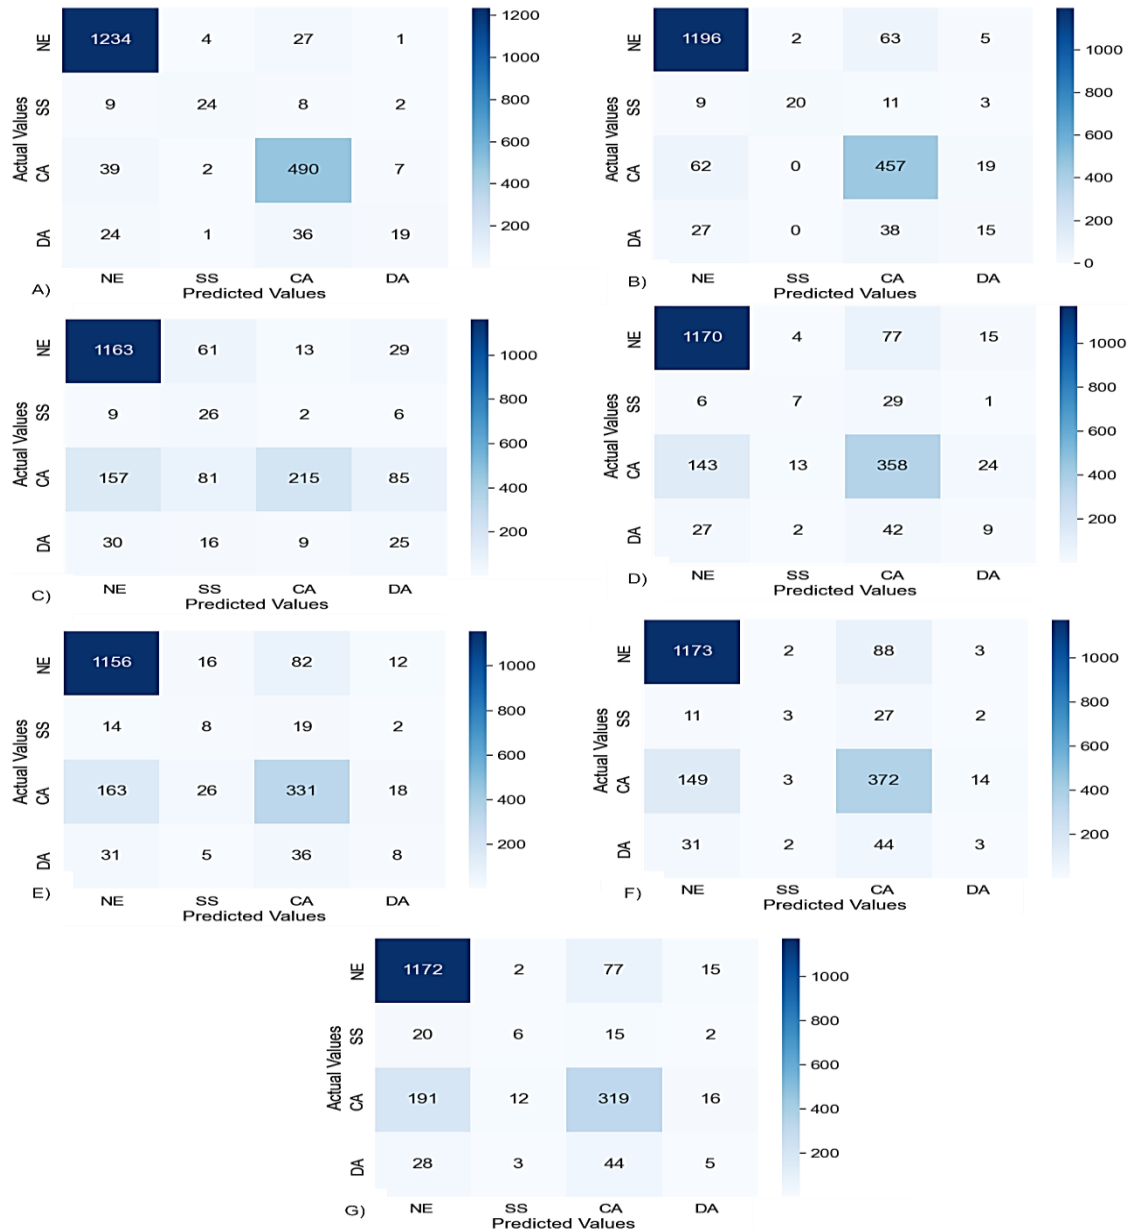 NE 1234 4 27 1
SS 9 24 8 2
CA 39 2 490 7
DA 24 1 36 19
NE SS CA DA
Actual Values
Predicted Values
A)
1200
1000
800
600
400
200
NE 1196 2 63 5
SS 9 20 11 3
CA 62 0 457 19
DA 27 0 38 15
NE SS CA DA
Actual Values
Predicted Values
B)
1000
800
600
400
200
0
NE 1163 61 13 29
SS 9 26 2 6
CA 157 81 215 85
DA 30 16 9 25
NE SS CA DA
Actual Values
Predicted Values
C)
1000
800
600
400
200
NE 1170 4 77 15
SS 6 7 29 1
CA 143 13 358 24
DA 27 2 42 9
NE SS CA DA
Actual Values
Predicted Values
D)
1000
800
600
400
200
NE 1156 16 82 12
SS 14 8 19 2
CA 163 26 331 18
DA 31 5 36 8
NE SS CA DA
Actual Values
Predicted Values
E)
1000
800
600
400
200
NE 1173 2 88 3
SS 11 3 27 2
CA 149 3 372 14
DA 31 2 44 3
NE SS CA DA
Actual Values
Predicted Values
F)
1000
800
600
400
200
NE 1172 2 77 15
SS 20 6 15 2
CA 191 12 319 16
DA 28 3 44 5
NE SS CA DA
Actual Values
Predicted Values
G)
1000
800
600
400
200